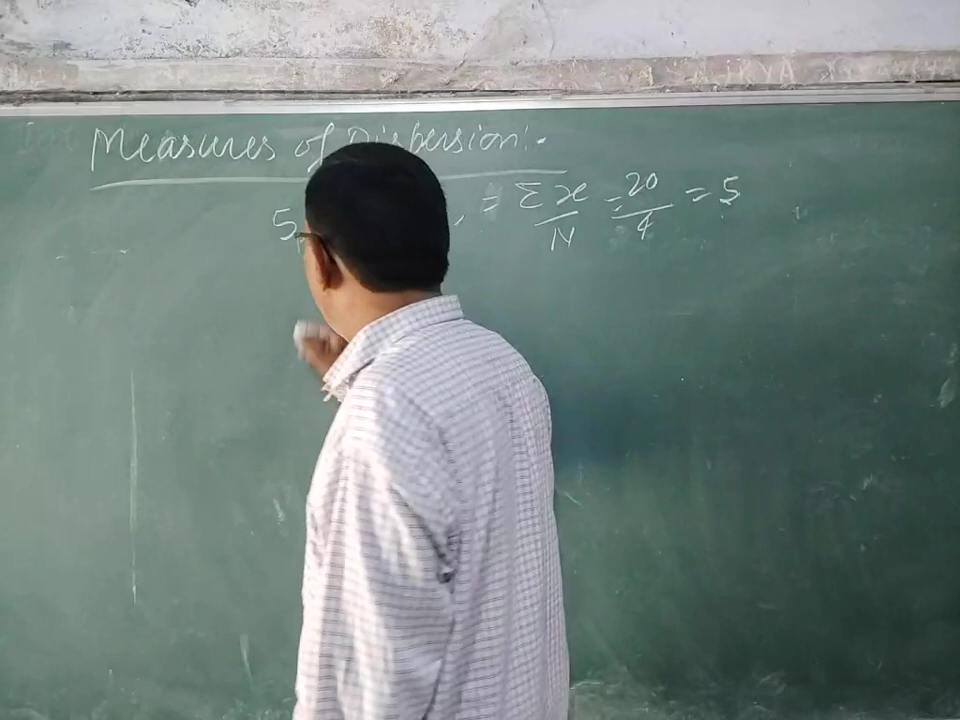 Measures of Dispersion:-
5, = Σx/N = 20/4 = 5